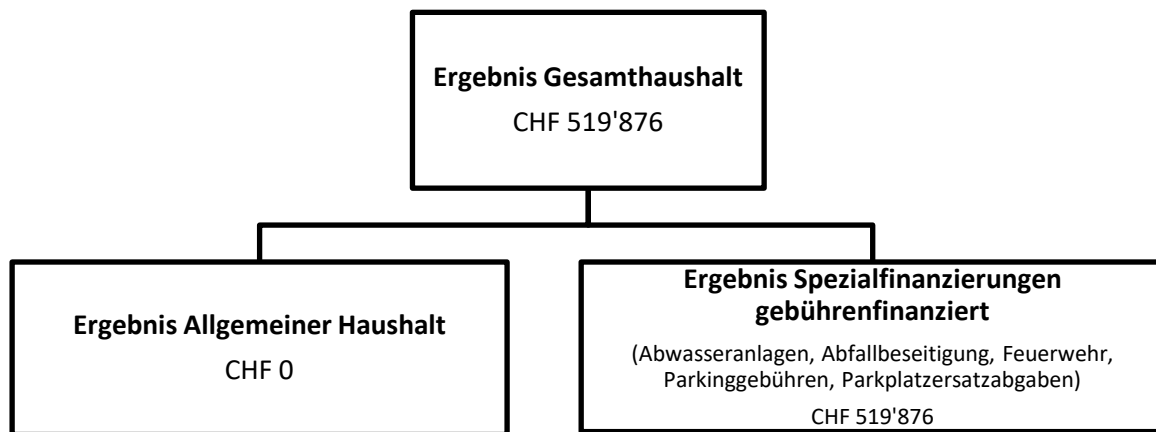 Ergebnis Gesamthaushalt
CHF 519'876
Ergebnis Allgemeiner Haushalt
CHF 0
Ergebnis Spezialfinanzierungen
gebührenfinanziert
(Abwasseranlagen, Abfallbeseitigung, Feuerwehr,
Parkinggebühren, Parkplatzersatzabgaben)
CHF 519'876